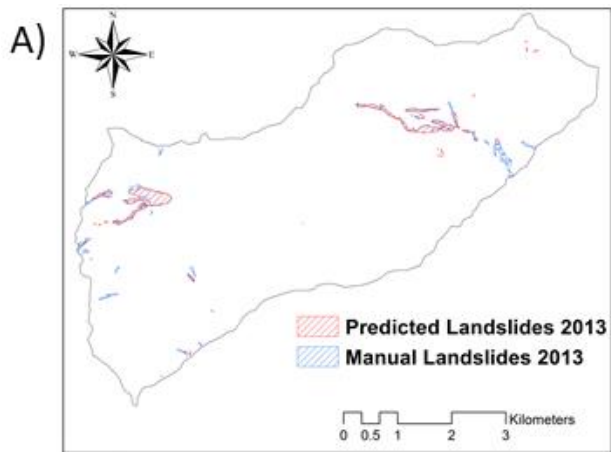 A)
N
W E
S
Predicted Landslides 2013
Manual Landslides 2013
Kilometers
0 0.5 1 2 3